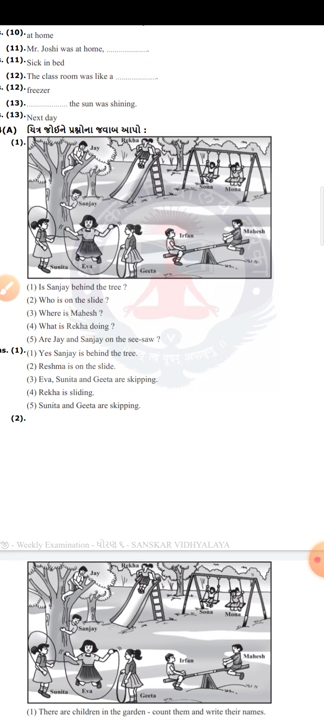 . (10). at home
(11). Mr. Joshi was at home, ....................
. (11). Sick in bed
(12). The class room was like a ....................
. (12). freezer
(13). .................... the sun was shining.
. (13). Next day
(A) ચિત્ર જોઈને પ્રશ્નોના જવાબ આપો :
(1).
Jay
Rekha
Sona
Mona
Sanjay
Irfan
Mahesh
Sunita
Eva
Geeta
(1) Is Sanjay behind the tree ?
(2) Who is on the slide ?
(3) Where is Mahesh ?
(4) What is Rekha doing ?
(5) Are Jay and Sanjay on the see-saw ?
ns. (1). (1) Yes Sanjay is behind the tree.
(2) Reshma is on the slide.
(3) Eva, Sunita and Geeta are skipping.
(4) Rekha is sliding.
(5) Sunita and Geeta are skipping.
(2).
- Weekly Examination - ધોરણ ૬ - SANSKAR VIDHYALAYA
Jay
Rekha
Sona
Mona
Sanjay
Irfan
Mahesh
Sunita
Eva
Geeta
(1) There are children in the garden - count them and write their names.